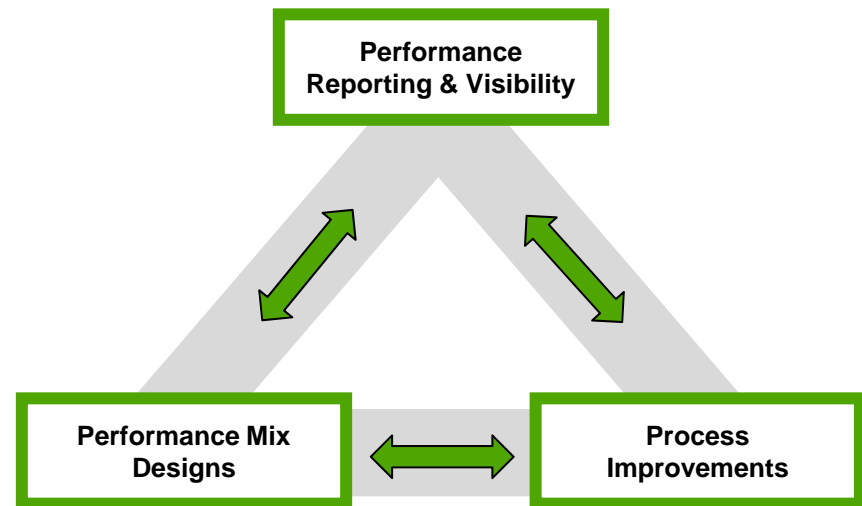 Performance
Reporting & Visibility
Performance Mix
Designs
Process
Improvements